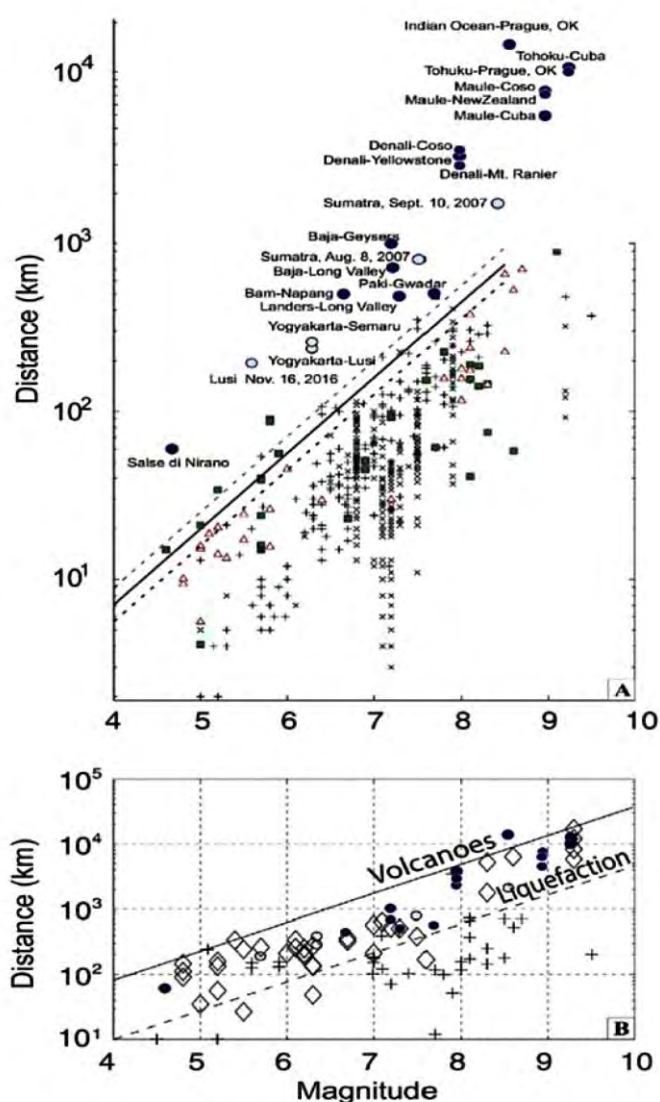 Indian Ocean-Prague, OK
Tohoku-Cuba
Tohuku-Prague, OK
Maule-Coso
Maule-NewZealand
Maule-Cuba
Denali-Coso
Denali-Yellowstone
Denali-Mt. Ranier
Sumatra, Sept. 10, 2007
Baja-Geysers
Sumatra, Aug. 8, 2007
Baja-Long Valley
Paki-Gwadar
Bam-Napang
Landers-Long Valley
Yogyakarta-Semaru
Yogyakarta-Lusi
Lusi Nov. 16, 2016
Salse di Nirano
Distance (km)
10⁴
10³
10²
10¹
A
4 5 6 7 8 9 10
Distance (km)
10⁵
10⁴
10³
10²
10¹
Volcanoes
Liquefaction
B
4 5 6 7 8 9 10
Magnitude